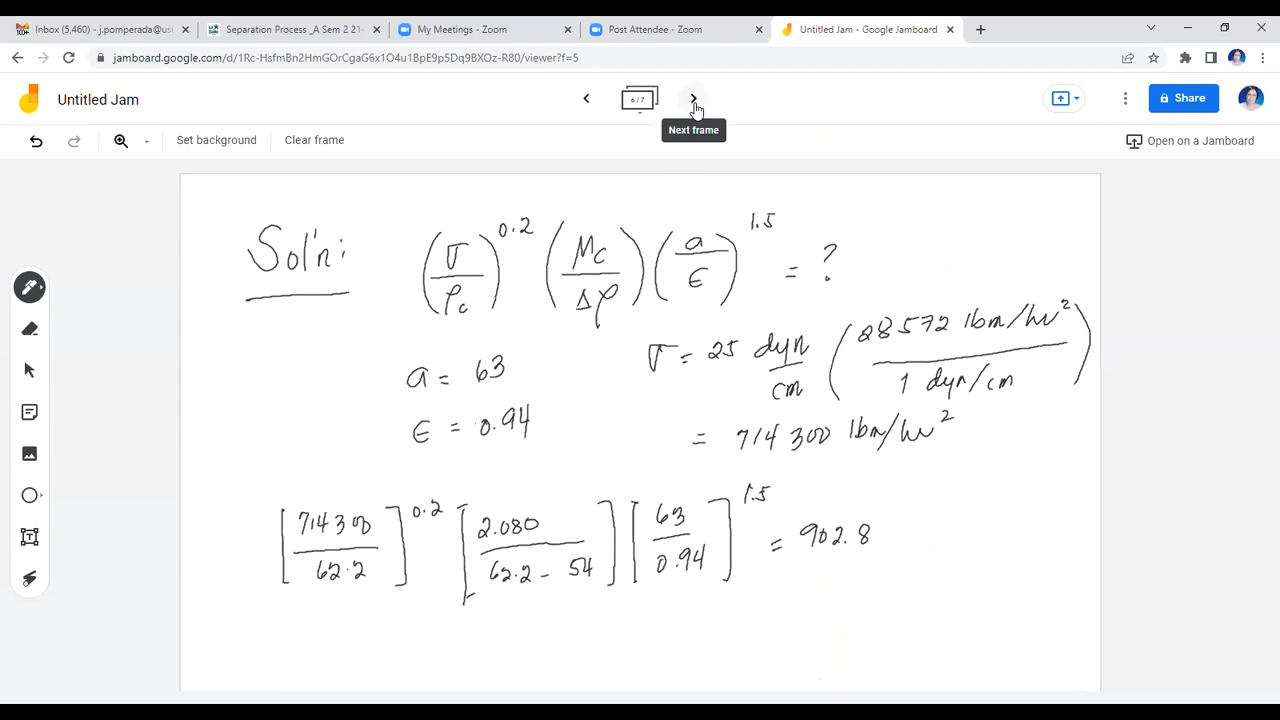 Inbox (5,460) - j.pomperada@usi
Separation Process _A Sem 2 21
My Meetings - Zoom
Post Attendee - Zoom
Untitled Jam - Google Jamboard
jamboard.google.com/d/1Rc-HsfmBn2HmGOrCgaG6x1O4u1BpE9p5Dq9BXOz-R80/viewer?f=5
Untitled Jam
6 / 7
Share
Next frame
Set background
Clear frame
Open on a Jamboard
Sol'n: (σ/ρc)^0.2 (μc/Δρ) (a/ε)^1.5 = ?
a = 63
σ = 25 dyn/cm (28572 lbm/hr²/1 dyn/cm)
ε = 0.94
= 714 300 lbm/hr²
[714300/62.2]^0.2 [2.080/62.2 - 54] [63/0.94]^1.5 = 902.8